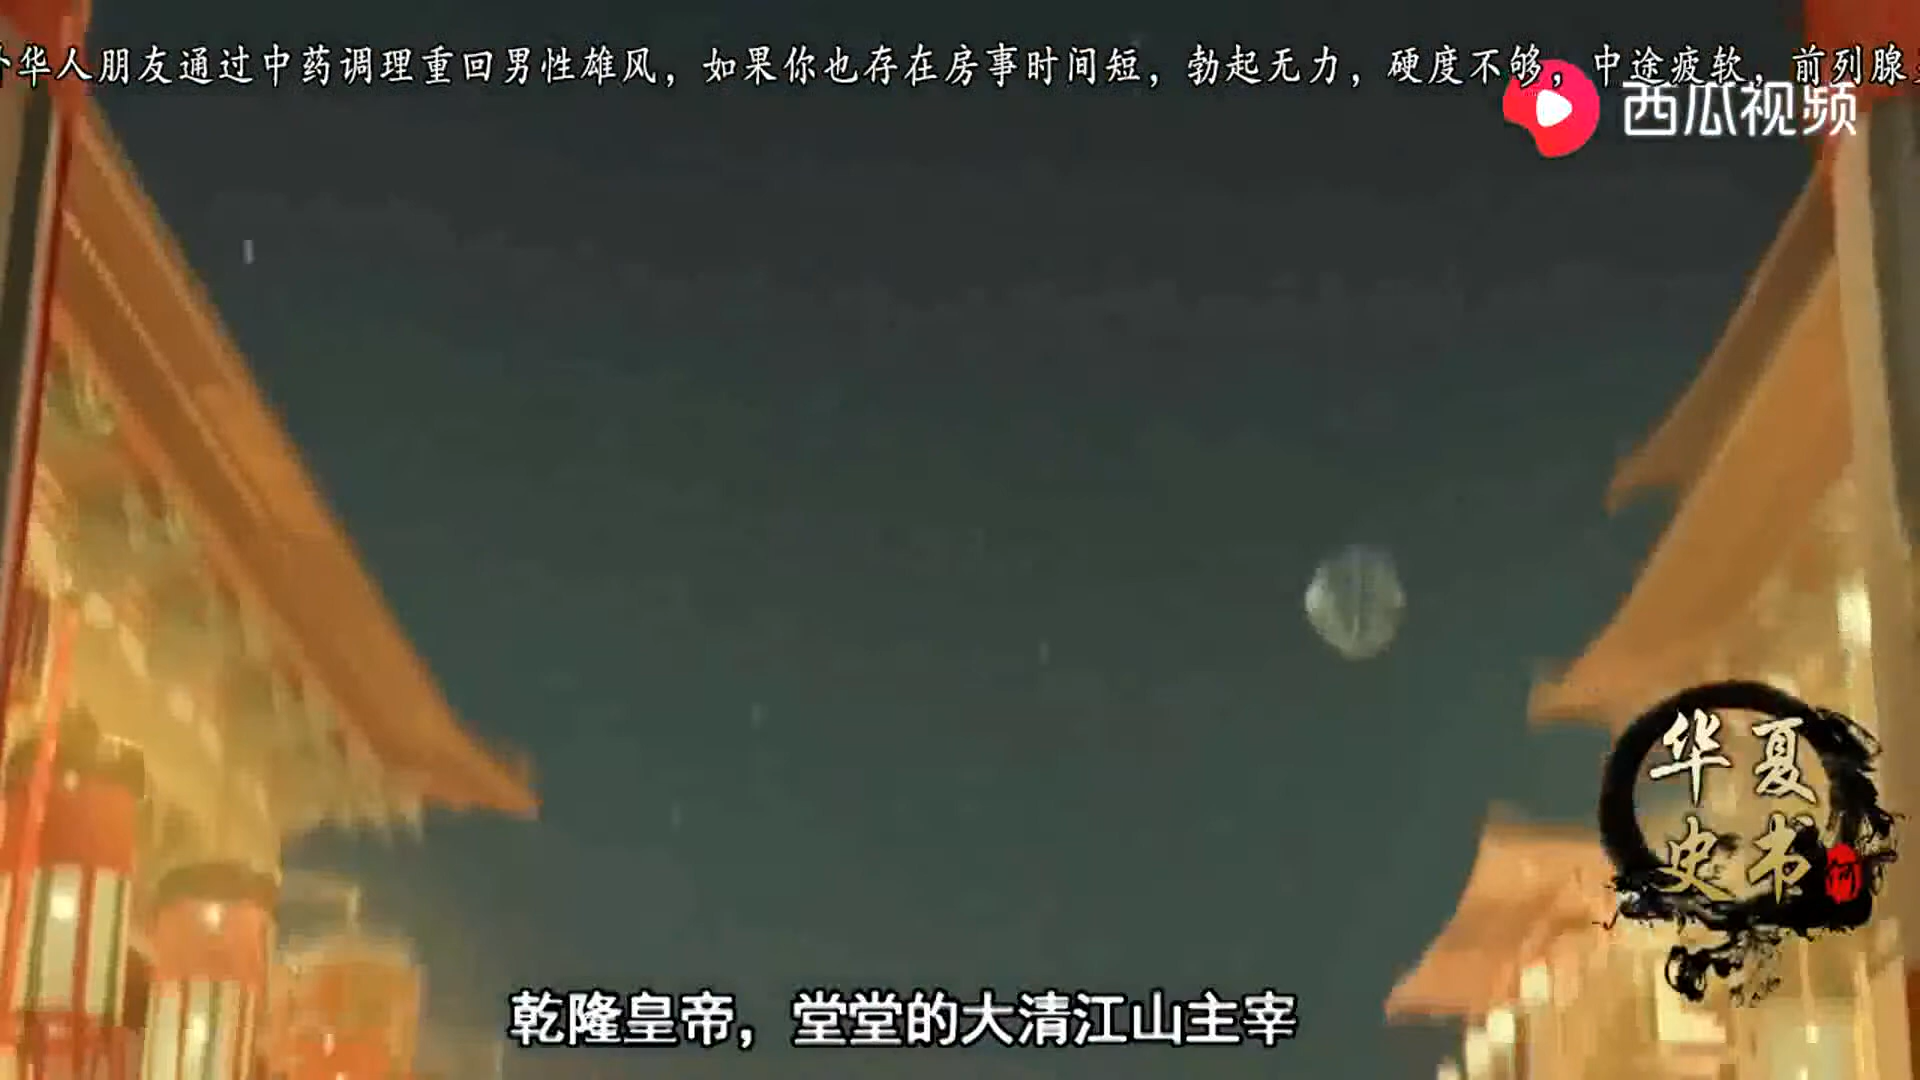 华人朋友通过中药调理重回男性雄风，如果你也存在房事时间短，勃起无力，硬度不够，中途疲软，前列腺
西瓜视频
华夏
史书
乾隆皇帝，堂堂的大清江山主宰